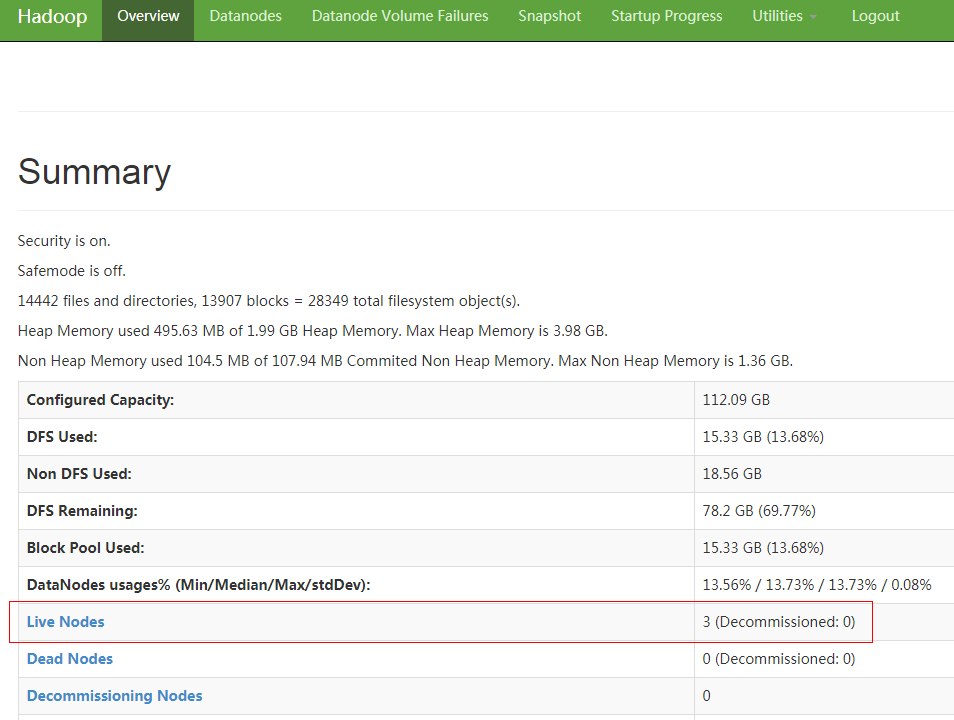 Hadoop Overview Datanodes Datanode Volume Failures Snapshot Startup Progress Utilities Logout
Summary
Security is on.
Safemode is off.
14442 files and directories, 13907 blocks = 28349 total filesystem object(s).
Heap Memory used 495.63 MB of 1.99 GB Heap Memory. Max Heap Memory is 3.98 GB.
Non Heap Memory used 104.5 MB of 107.94 MB Commited Non Heap Memory. Max Non Heap Memory is 1.36 GB.
Configured Capacity: 112.09 GB
DFS Used: 15.33 GB (13.68%)
Non DFS Used: 18.56 GB
DFS Remaining: 78.2 GB (69.77%)
Block Pool Used: 15.33 GB (13.68%)
DataNodes usages% (Min/Median/Max/stdDev): 13.56% / 13.73% / 13.73% / 0.08%
Live Nodes 3 (Decommissioned: 0)
Dead Nodes 0 (Decommissioned: 0)
Decommissioning Nodes 0